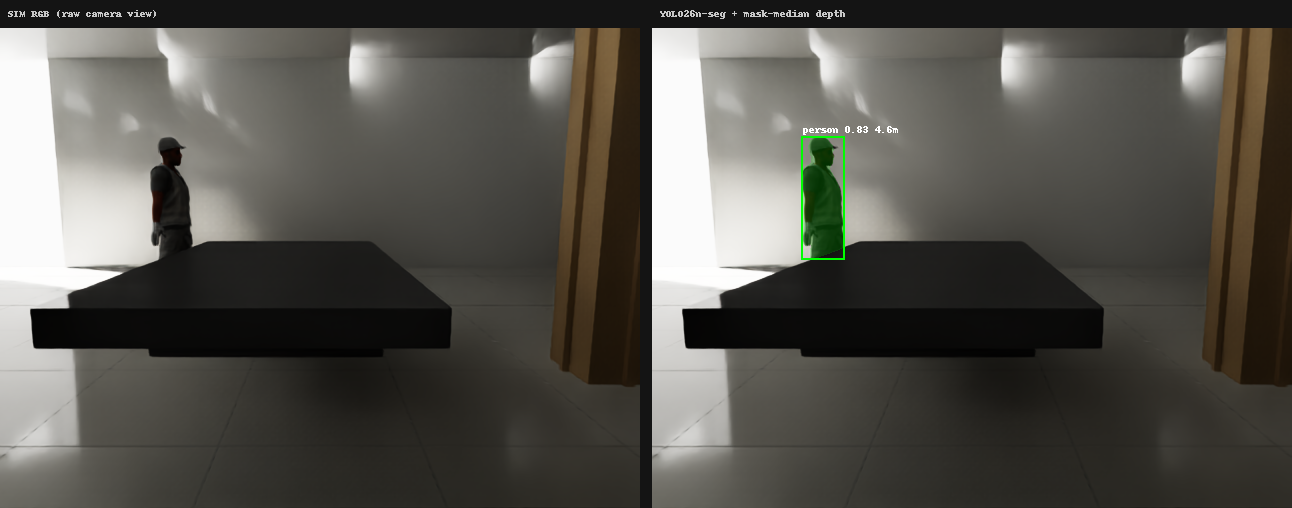 SIM RGB (raw camera view)
YOLO26n-seg + mask-median depth
person 0.83 4.6m